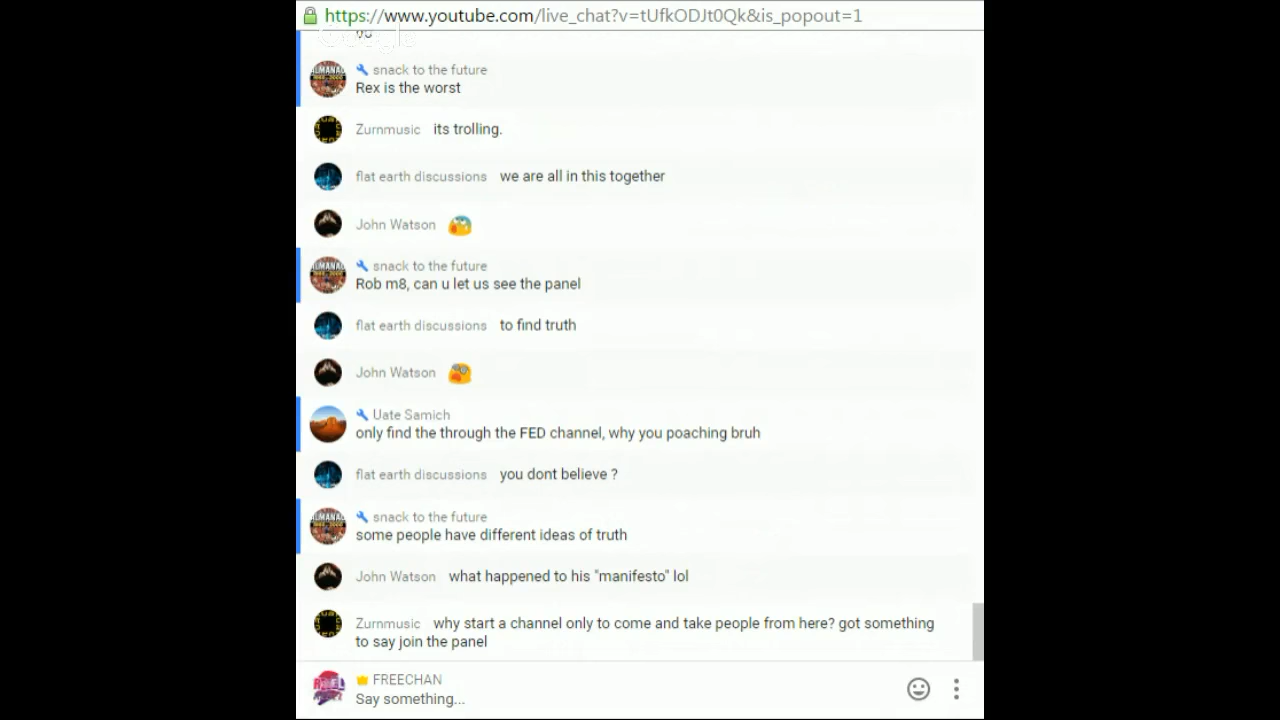 https://www.youtube.com/live_chat?v=tUfkODJt0Qk&is_popout=1
snack to the future
Rex is the worst
Zurnmusic its trolling.
flat earth discussions we are all in this together
John Watson
snack to the future
Rob m8, can u let us see the panel
flat earth discussions to find truth
John Watson
Uate Samich
only find the through the FED channel, why you poaching bruh
flat earth discussions you dont believe ?
snack to the future
some people have different ideas of truth
John Watson what happened to his "manifesto" lol
Zurnmusic why start a channel only to come and take people from here? got something
to say join the panel
FREECHAN
Say something...